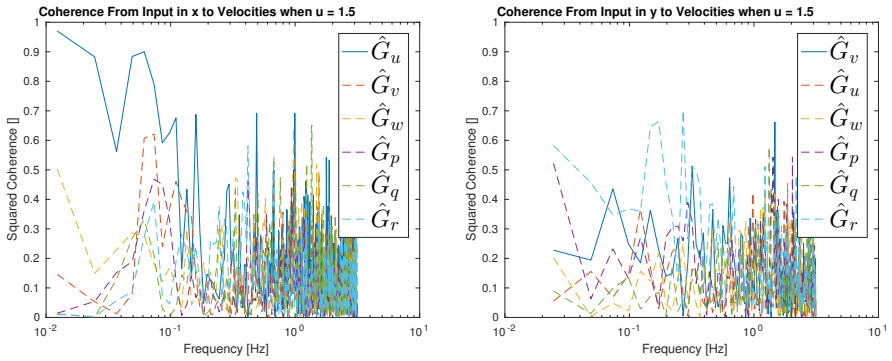 Coherence From Input in x to Velocities when u = 1.5
1
0.9
0.8
0.7
0.6
0.5
0.4
0.3
0.2
0.1
0
Squared Coherence []
10^-2
10^-1
10^0
10^1
Frequency [Hz]
Ĝ_u
Ĝ_v
Ĝ_w
Ĝ_p
Ĝ_q
Ĝ_r
Coherence From Input in y to Velocities when u = 1.5
1
0.9
0.8
0.7
0.6
0.5
0.4
0.3
0.2
0.1
0
Squared Coherence []
10^-2
10^-1
10^0
10^1
Frequency [Hz]
Ĝ_v
Ĝ_u
Ĝ_w
Ĝ_p
Ĝ_q
Ĝ_r